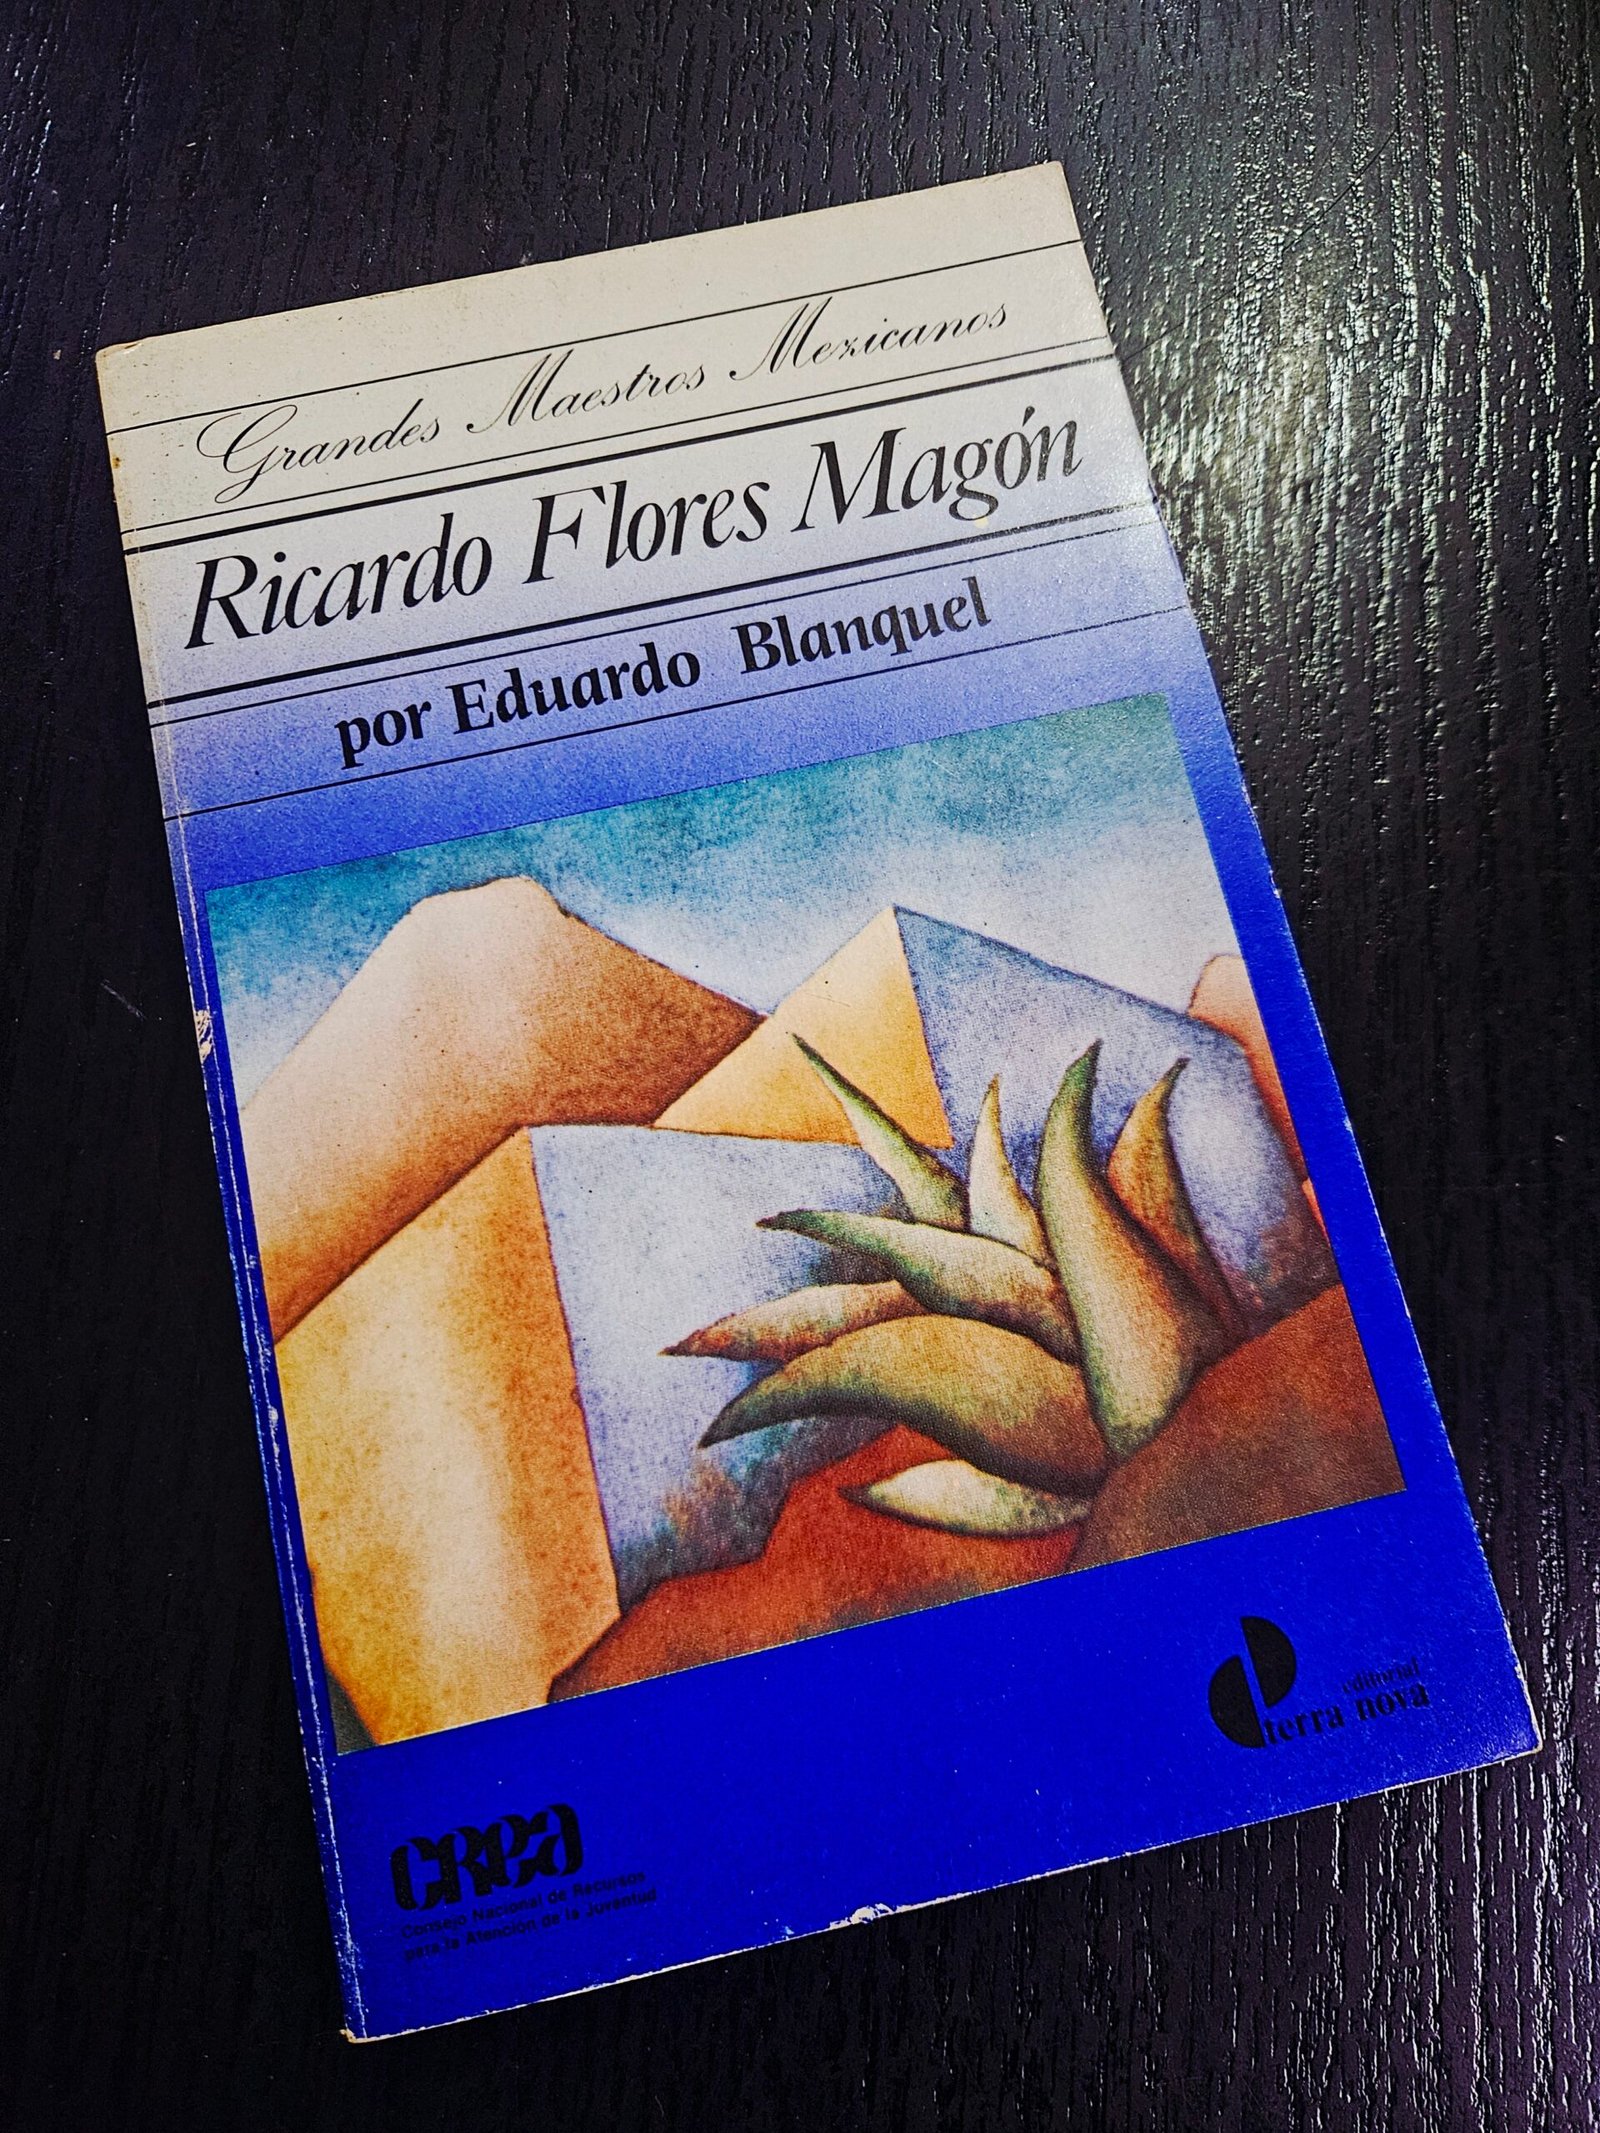 Grandes Maestros Mexicanos
Ricardo Flores Magón
por Eduardo Blanquel
editorial
terra nova
CREA
Consejo Nacional de Recursos
para la Atención de la Juventud